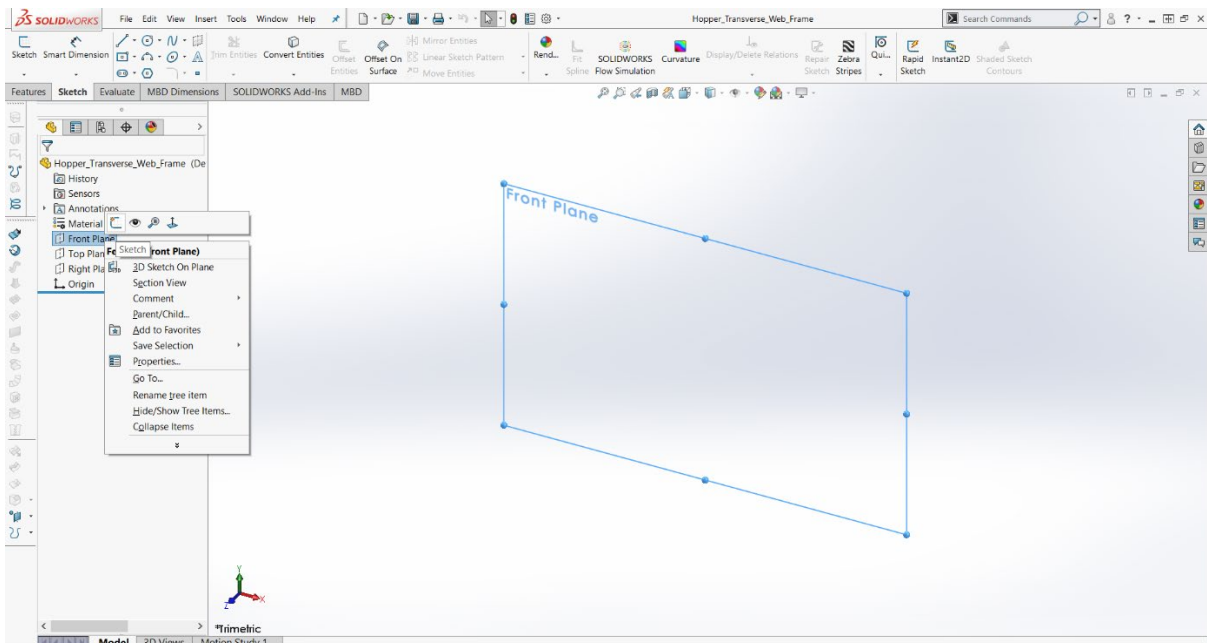 DS SOLIDWORKS File Edit View Insert Tools Window Help Hopper_Transverse_Web_Frame Search Commands ?
Sketch Smart Dimension Trim Entities Convert Entities Offset Entities Offset On Surface Mirror Entities Linear Sketch Pattern Move Entities Rend... Fit Spline SOLIDWORKS Flow Simulation Curvature Display/Delete Relations Repair Sketch Zebra Stripes Qui... Rapid Sketch Instant2D Shaded Sketch Contours
Features Sketch Evaluate MBD Dimensions SOLIDWORKS Add-Ins MBD
Hopper_Transverse_Web_Frame (De
History
Sensors
Annotations
Material
Front Plane
Top Plan
Right Pla
Origin
Sketch
Fe ront Plane)
3D Sketch On Plane
Section View
Comment
Parent/Child...
Add to Favorites
Save Selection
Properties...
Go To...
Rename tree item
Hide/Show Tree Items...
Collapse Items
Front Plane
Y
X
Z
*Trimetric
Model 3D Views Motion Study 1